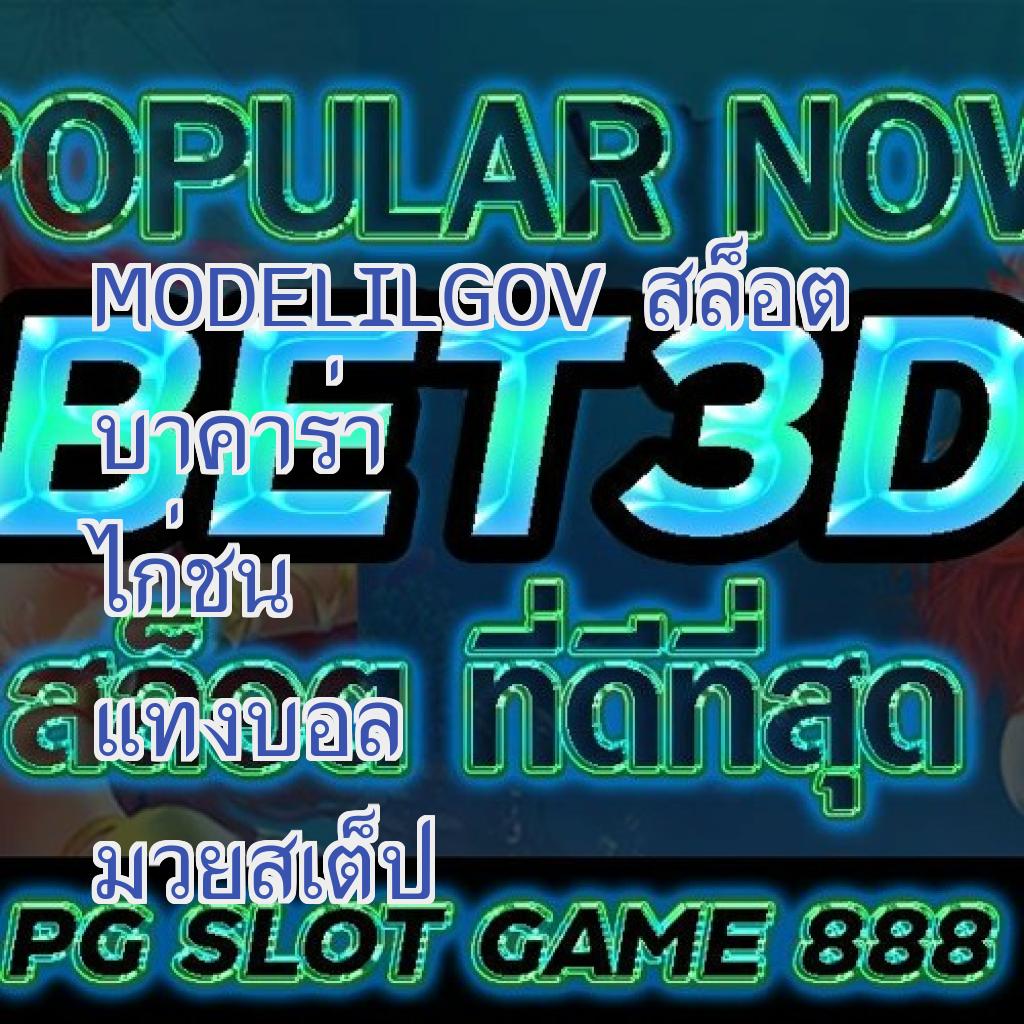 POPULAR NOW
MODELILGOV สล็อต
BET3D
บาคาร่า
ไก่ชน
สล็อต ที่ดีที่สุด
แทงบอล
มวยสเต็ป
PG SLOT GAME 888